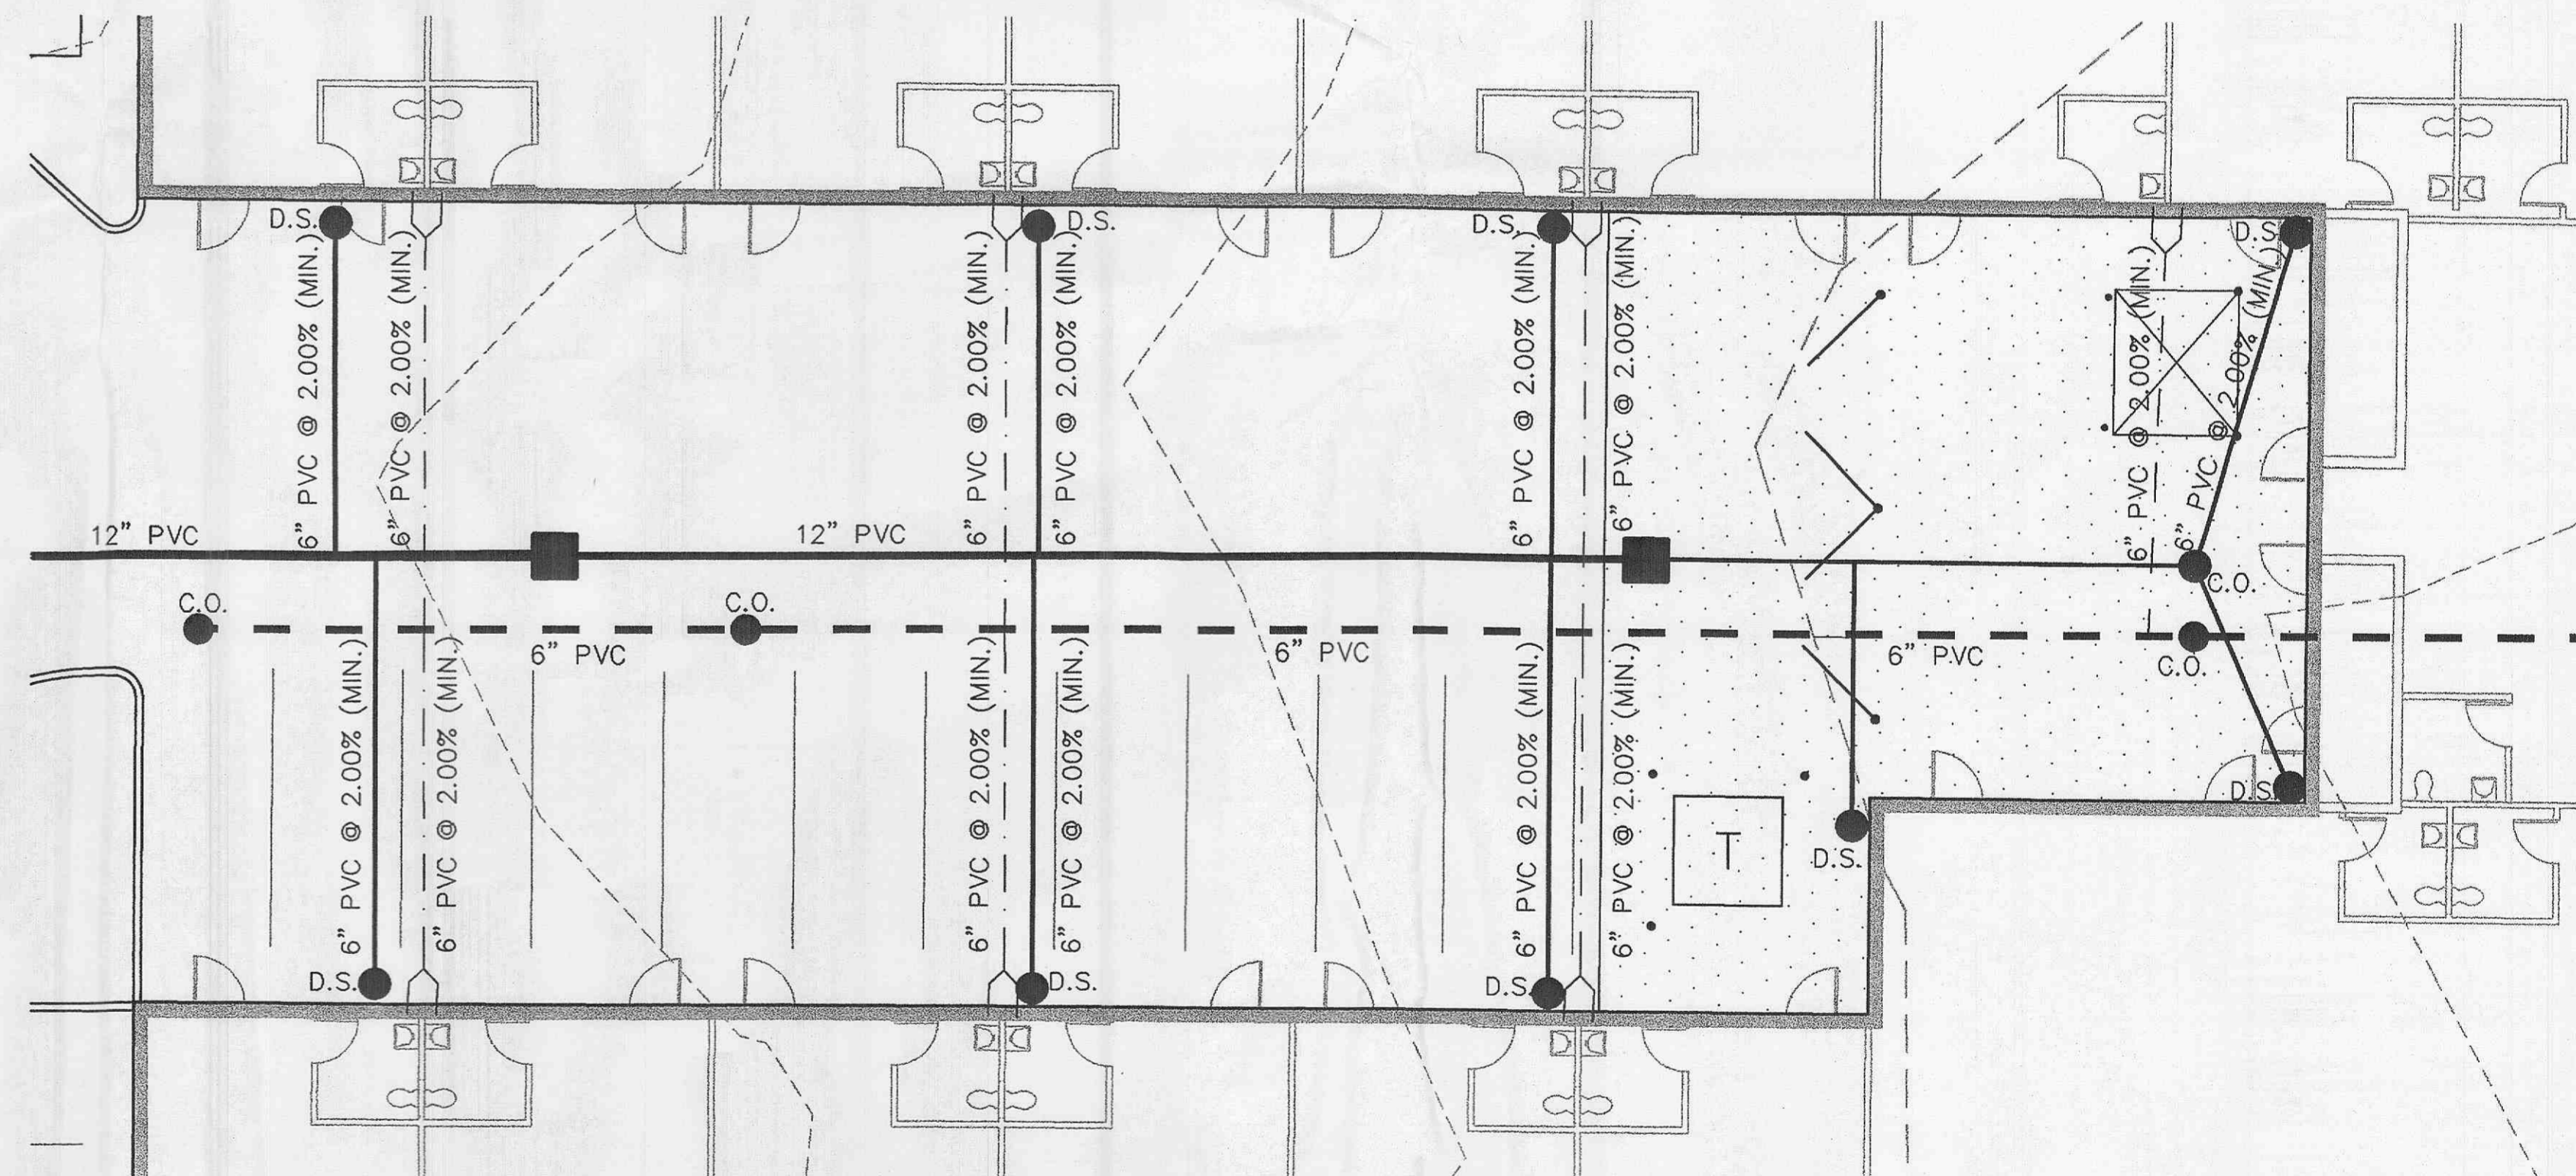 D.S.
D.S.
D.S.
D.S.
6” PVC @ 2.00% (MIN.)
6” PVC @ 2.00% (MIN.)
6” PVC @ 2.00% (MIN.)
6” PVC @ 2.00% (MIN.)
6” PVC @ 2.00% (MIN.)
6” PVC @ 2.00% (MIN.)
6” PVC @ 2.00% (MIN.)
6” PVC @ 2.00% (MIN.)
12” PVC
12” PVC
C.O.
C.O.
C.O.
6” PVC
6” PVC
6” PVC
C.O.
6” PVC @ 2.00% (MIN.)
6” PVC @ 2.00% (MIN.)
6” PVC @ 2.00% (MIN.)
6” PVC @ 2.00% (MIN.)
6” PVC @ 2.00% (MIN.)
6” PVC @ 2.00% (MIN.)
D.S.
T
D.S.
D.S.
D.S.
D.S.